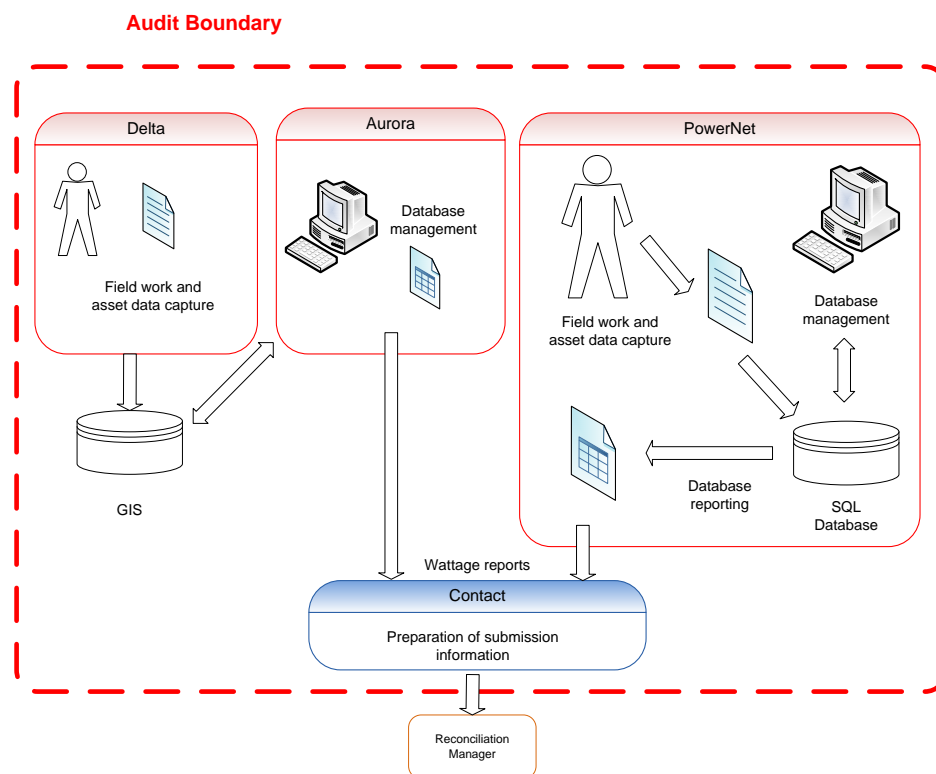 Audit Boundary
Delta
Field work and
asset data capture
Aurora
Database
management
PowerNet
Field work and
asset data capture
Database
management
GIS
Database
reporting
SQL
Database
Wattage reports
Contact
Preparation of submission
information
Reconciliation
Manager